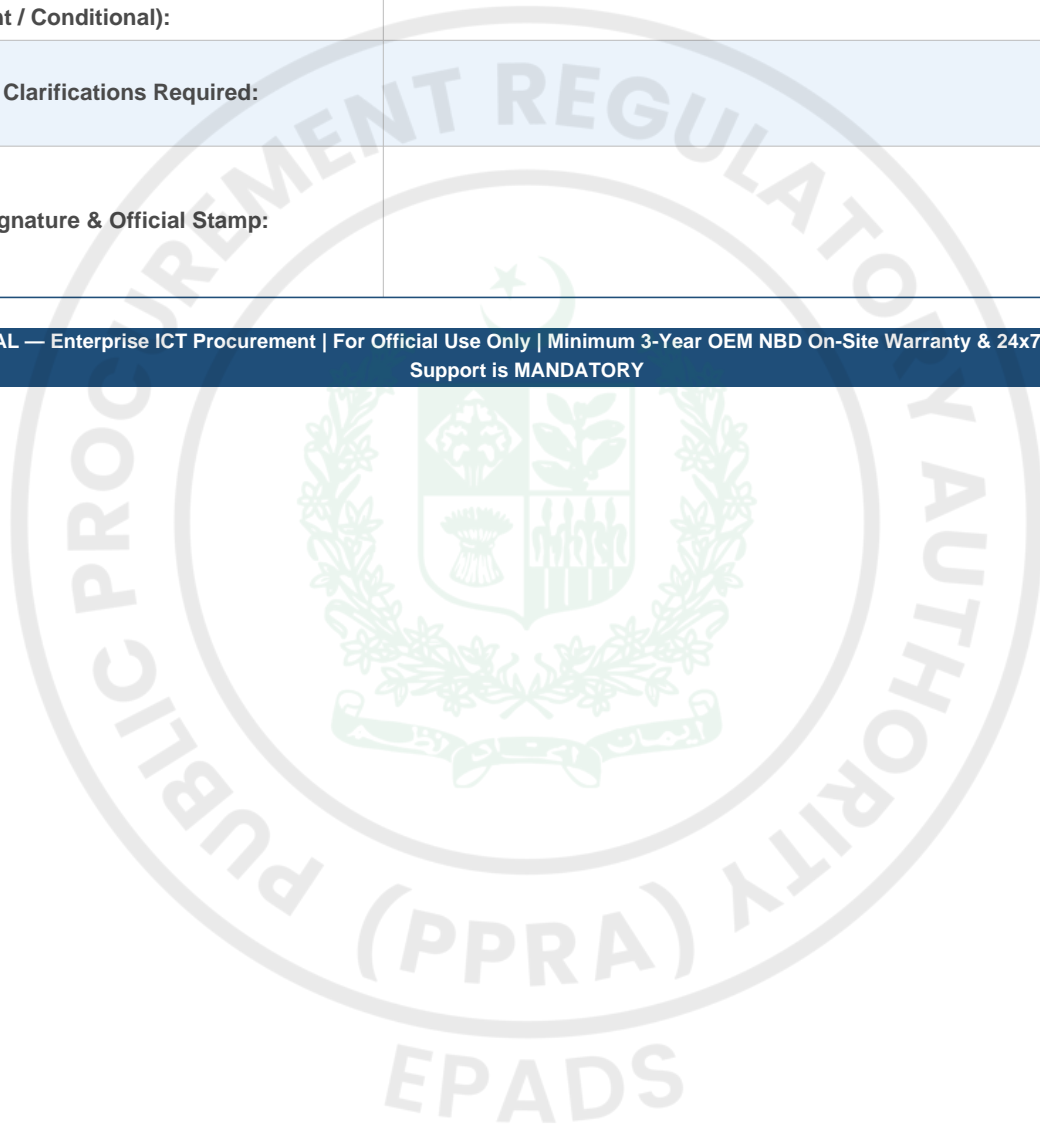 nt / Conditional):
Clarifications Required:
gnature & Official Stamp:
AL — Enterprise ICT Procurement | For Official Use Only | Minimum 3-Year OEM NBD On-Site Warranty & 24x7
Support is MANDATORY
PUBLIC PROCUREMENT REGULATORY AUTHORITY
(PPRA)
EPADS